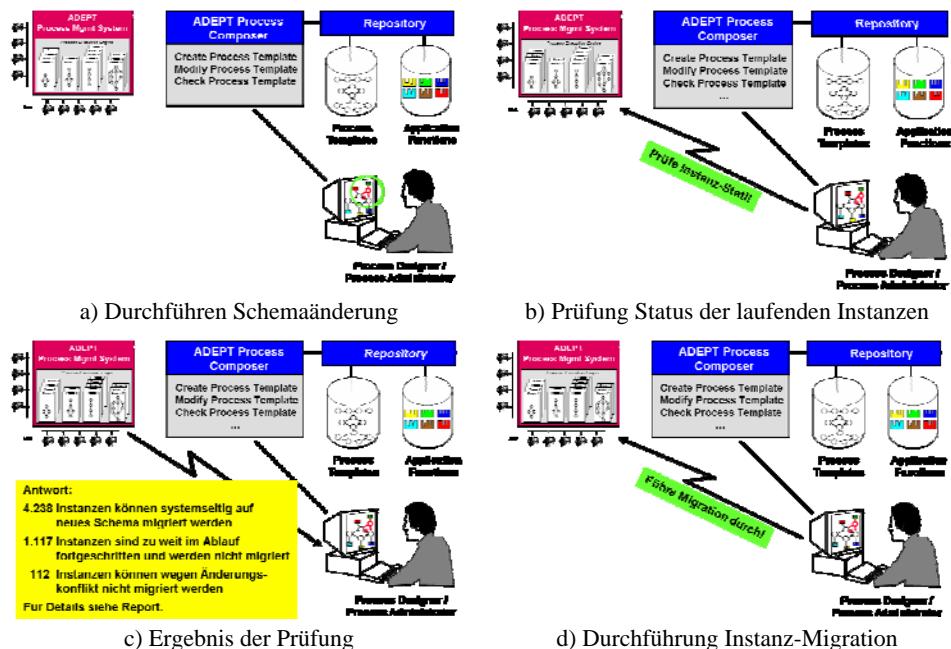 ADEPT
Process Mgmt System
ADEPT Process
Composer
Create Process Template
Modify Process Template
Check Process Template
Repository
Process
Templates
Application
Functions
Process Designer /
Process Administrator
a) Durchführen Schemaänderung
ADEPT
Process Mgmt System
ADEPT Process
Composer
Create Process Template
Modify Process Template
Check Process Template
...
Repository
Process
Templates
Application
Functions
Prüfe Instanz-Stati!
Process Designer /
Process Administrator
b) Prüfung Status der laufenden Instanzen
ADEPT
Process Mgmt System
ADEPT Process
Composer
Create Process Template
Modify Process Template
Check Process Template
...
Repository
Process
Templates
Application
Functions
Antwort:
4.238 Instanzen können systemseitig auf
neues Schema migriert werden
1.117 Instanzen sind zu weit im Ablauf
fortgeschritten und werden nicht migriert
112 Instanzen können wegen Änderungs-
konflikt nicht migriert werden
Fur Details siehe Report.
Process Designer /
Process Administrator
c) Ergebnis der Prüfung
ADEPT
Process Mgmt System
ADEPT Process
Composer
Create Process Template
Modify Process Template
Check Process Template
...
Repository
Process
Templates
Application
Functions
Führe Migration durch!
Process Designer /
Process Administrator
d) Durchführung Instanz-Migration